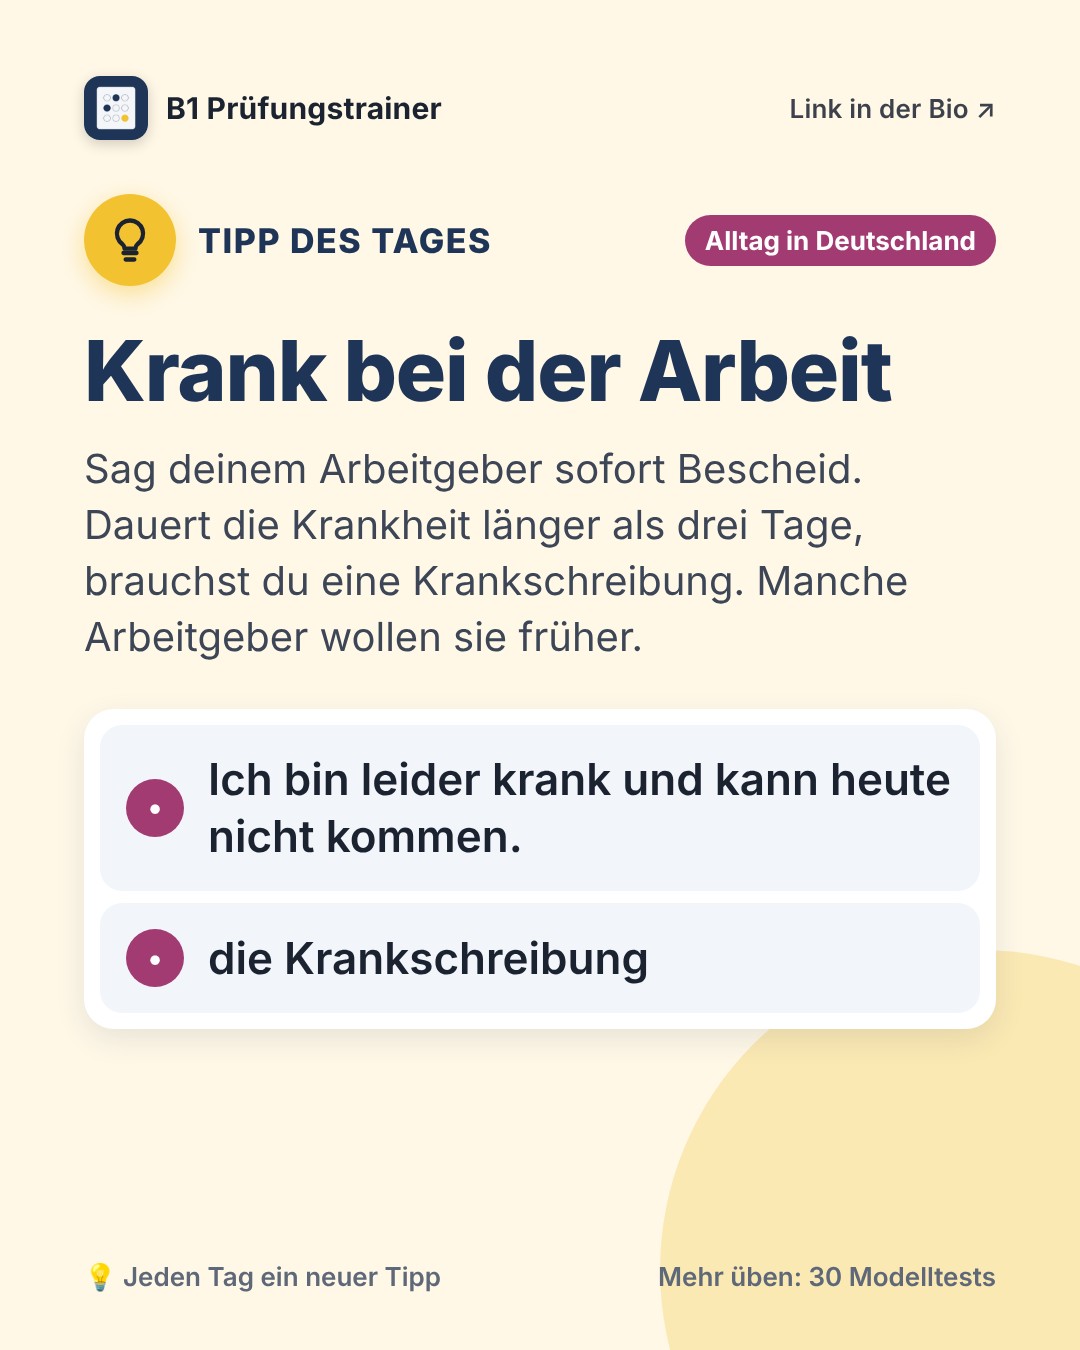 B1 Prüfungstrainer
Link in der Bio ↗
TIPP DES TAGES
Alltag in Deutschland
Krank bei der Arbeit
Sag deinem Arbeitgeber sofort Bescheid.
Dauert die Krankheit länger als drei Tage,
brauchst du eine Krankschreibung. Manche
Arbeitgeber wollen sie früher.
Ich bin leider krank und kann heute
nicht kommen.
die Krankschreibung
💡 Jeden Tag ein neuer Tipp
Mehr üben: 30 Modelltests